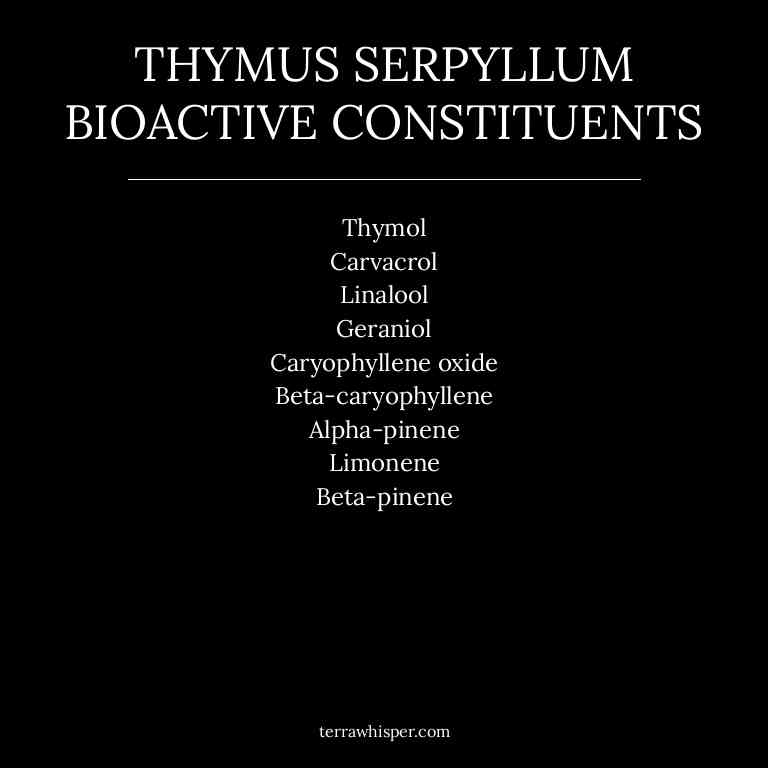 THYMUS SERPYLLUM
BIOACTIVE CONSTITUENTS
Thymol
Carvacrol
Linalool
Geraniol
Caryophyllene oxide
Beta-caryophyllene
Alpha-pinene
Limonene
Beta-pinene
terrawhisper.com